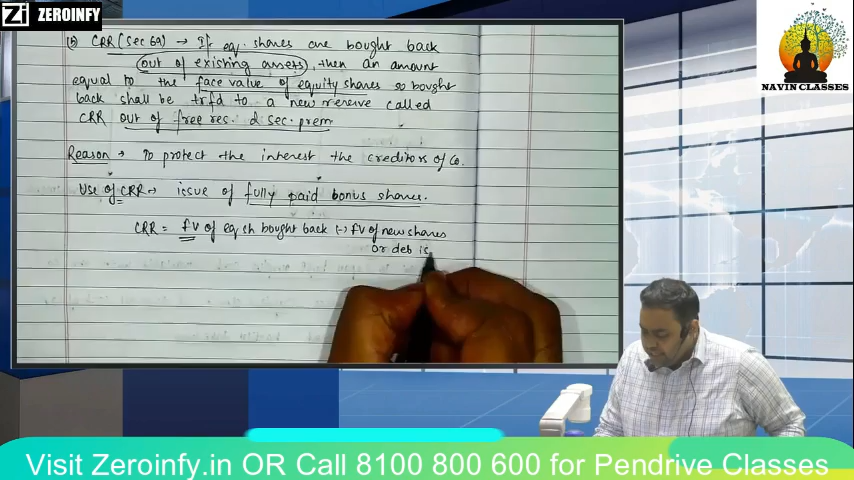 Zi ZEROINFY
(b) CRR (Sec 69) → If eq. shares are bought back
out of existing assets, then an amount
equal to the face value of equity shares so bought
back shall be trfd to a new reserve called
CRR out of free res. & sec. prem
Reason → To protect the interest the creditors of Co.
Use of CRR → issue of fully paid bonus shares.
CRR = FV of eq sh bought back (-) FV of new shares
or deb is
NAVIN CLASSES
Visit Zeroinfy.in OR Call 8100 800 600 for Pendrive Classes